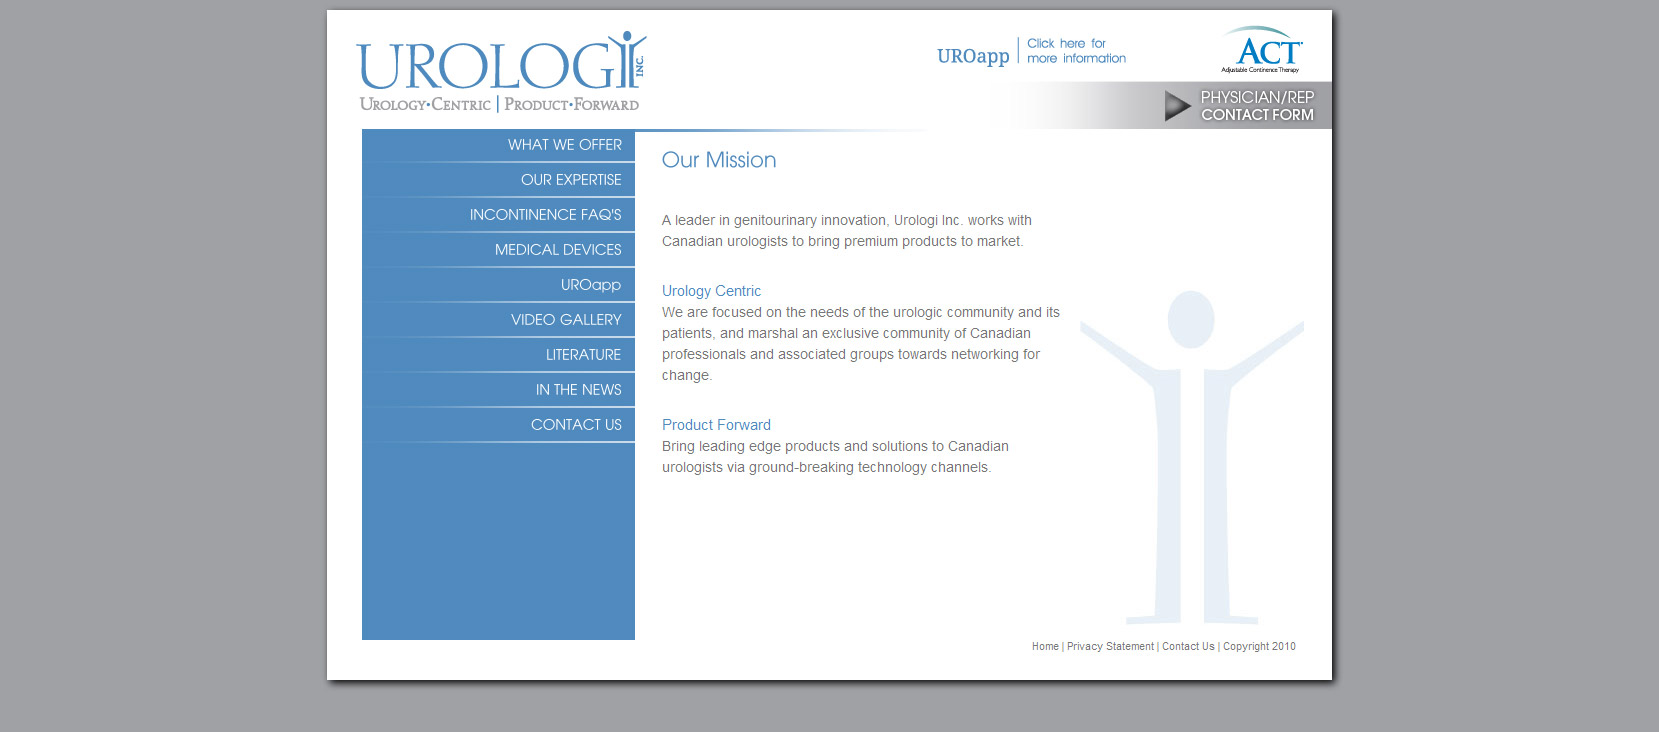 UROLOGI INC.
UROLOGY·CENTRIC | PRODUCT·FORWARD
UROapp | Click here for
more information
ACT
Adjustable Continence Therapy
PHYSICIAN/REP
CONTACT FORM
WHAT WE OFFER
OUR EXPERTISE
INCONTINENCE FAQ'S
MEDICAL DEVICES
UROapp
VIDEO GALLERY
LITERATURE
IN THE NEWS
CONTACT US
Our Mission
A leader in genitourinary innovation, Urologi Inc. works with
Canadian urologists to bring premium products to market.
Urology Centric
We are focused on the needs of the urologic community and its
patients, and marshal an exclusive community of Canadian
professionals and associated groups towards networking for
change.
Product Forward
Bring leading edge products and solutions to Canadian
urologists via ground-breaking technology channels.
Home | Privacy Statement | Contact Us | Copyright 2010